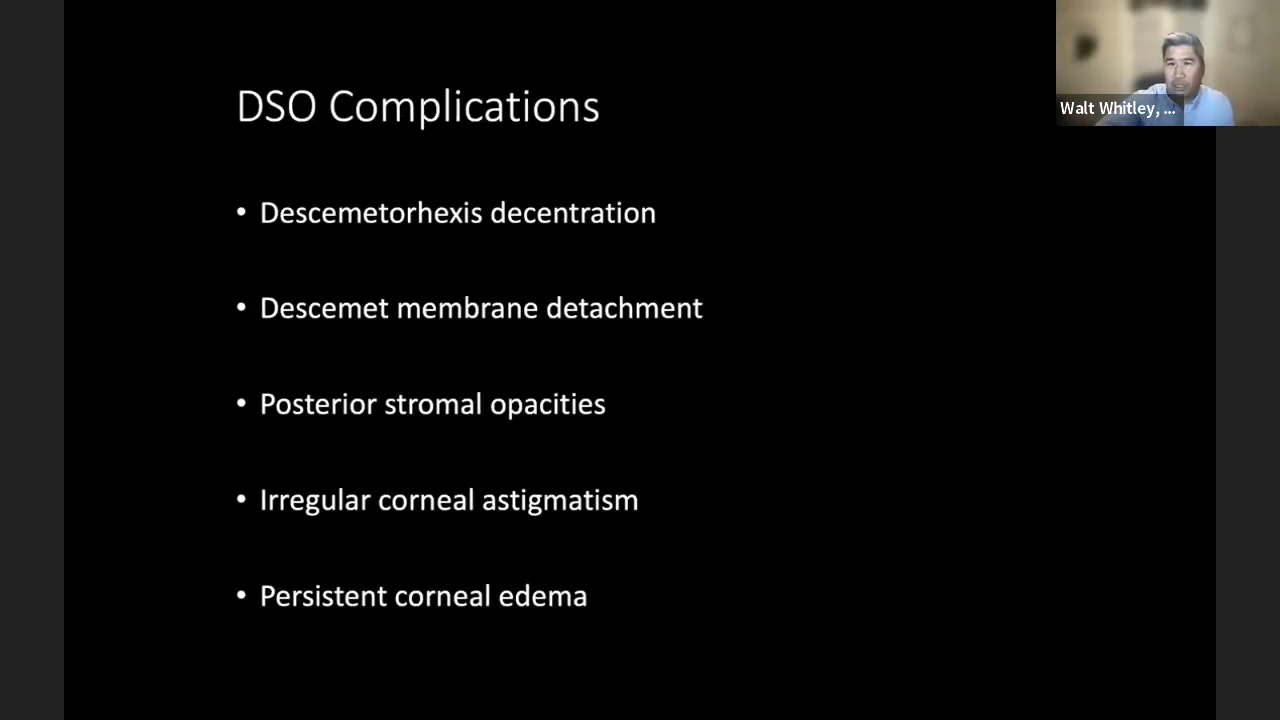 DSO Complications
Walt Whitley, ...
• Descemetorhexis decentration
• Descemet membrane detachment
• Posterior stromal opacities
• Irregular corneal astigmatism
• Persistent corneal edema